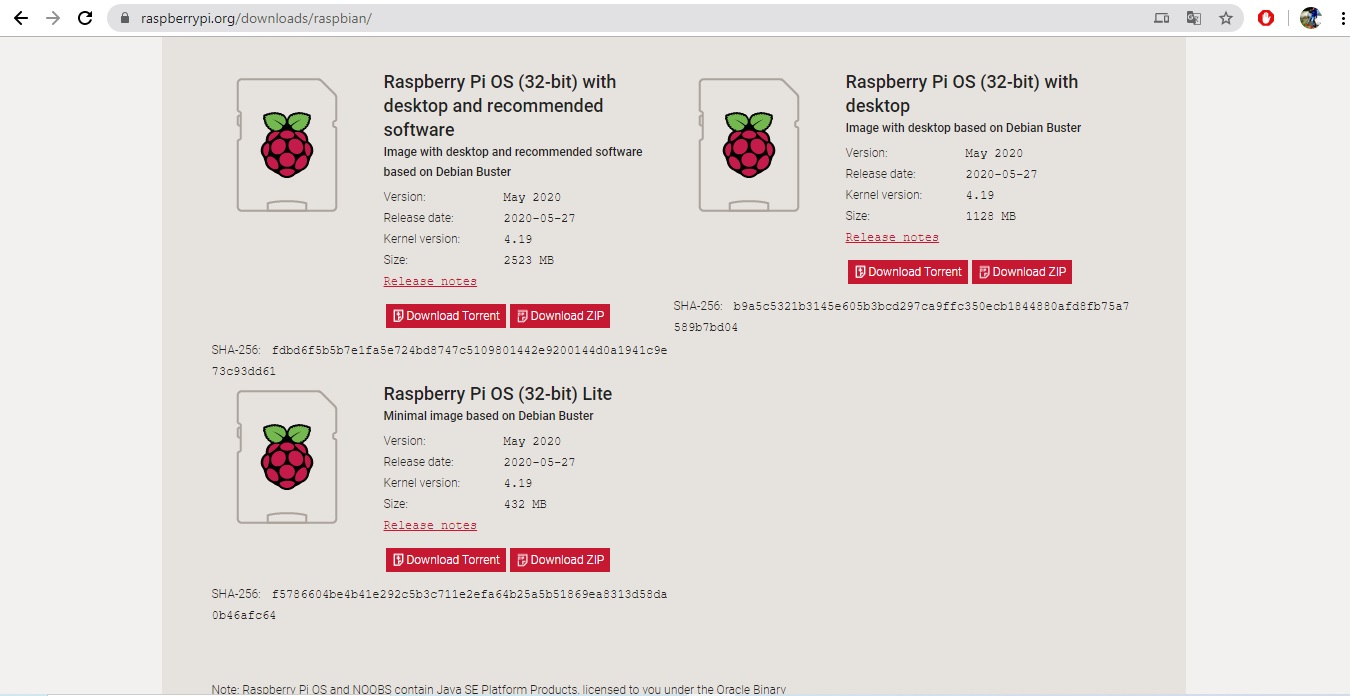 raspberrypi.org/downloads/raspbian/
Raspberry Pi OS (32-bit) with
desktop and recommended
software
Image with desktop and recommended software
based on Debian Buster
Version: May 2020
Release date: 2020-05-27
Kernel version: 4.19
Size: 2523 MB
Release notes
Download Torrent Download ZIP
SHA-256: fdbd6f5b5b7e1fa5e724bd8747c5109801442e9200144d0a1941c9e
73c93dd61
Raspberry Pi OS (32-bit) with
desktop
Image with desktop based on Debian Buster
Version: May 2020
Release date: 2020-05-27
Kernel version: 4.19
Size: 1128 MB
Release notes
Download Torrent Download ZIP
SHA-256: b9a5c5321b3145e605b3bcd297ca9ffc350ecb1844880afd8fb75a7
589b7bd04
Raspberry Pi OS (32-bit) Lite
Minimal image based on Debian Buster
Version: May 2020
Release date: 2020-05-27
Kernel version: 4.19
Size: 432 MB
Release notes
Download Torrent Download ZIP
SHA-256: f5786604be4b41e292c5b3c711e2efa64b25a5b51869ea8313d58da
0b46afc64
Note: Raspberry Pi OS and NOOBS contain Java SE Platform Products, licensed to you under the Oracle Binary